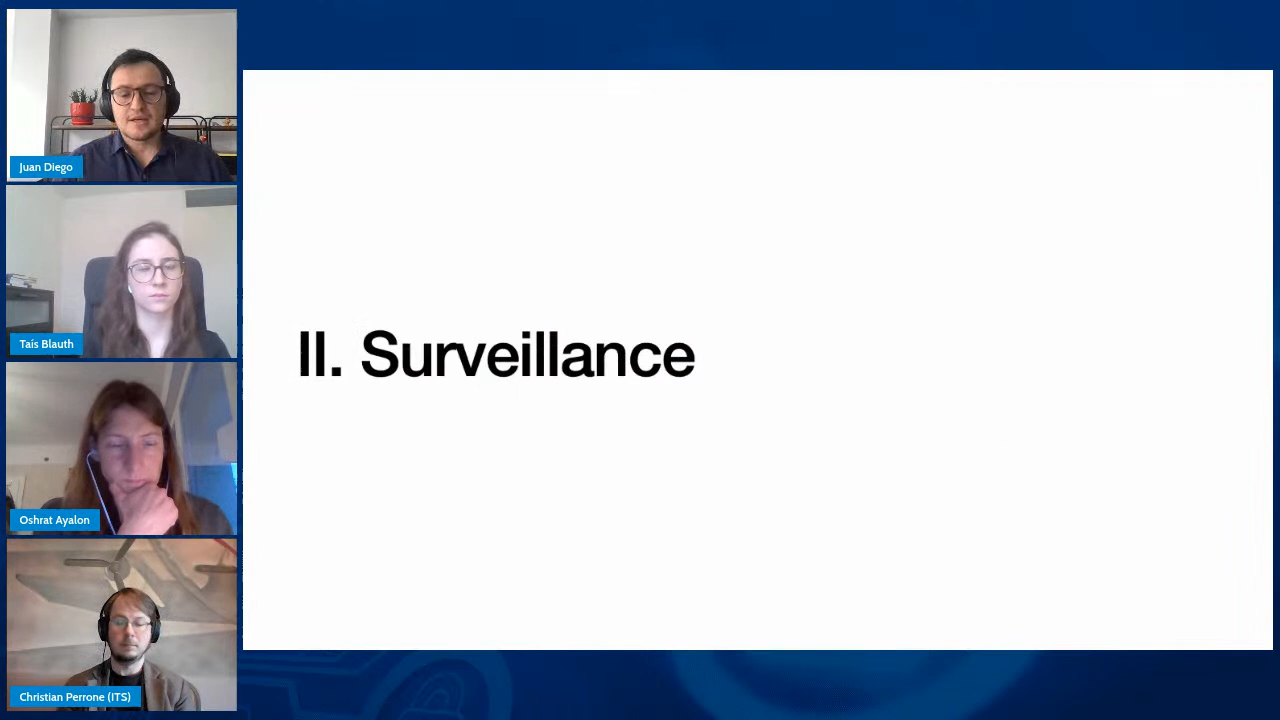 Juan Diego
Taís Blauth
Oshrat Ayalon
Christian Perrone (ITS)
II. Surveillance